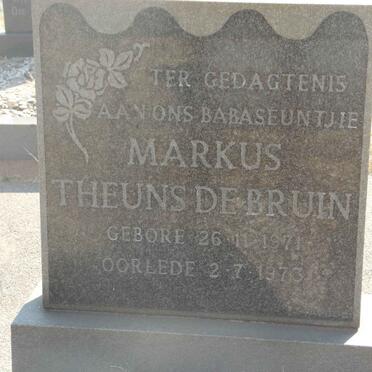 TER GEDAGTENIS
AAN ONS BABASEUNTJIE
MARKUS
THEUNS DE BRUIN
GEBORE 26·11·1971
OORLEDE 2·7·1973